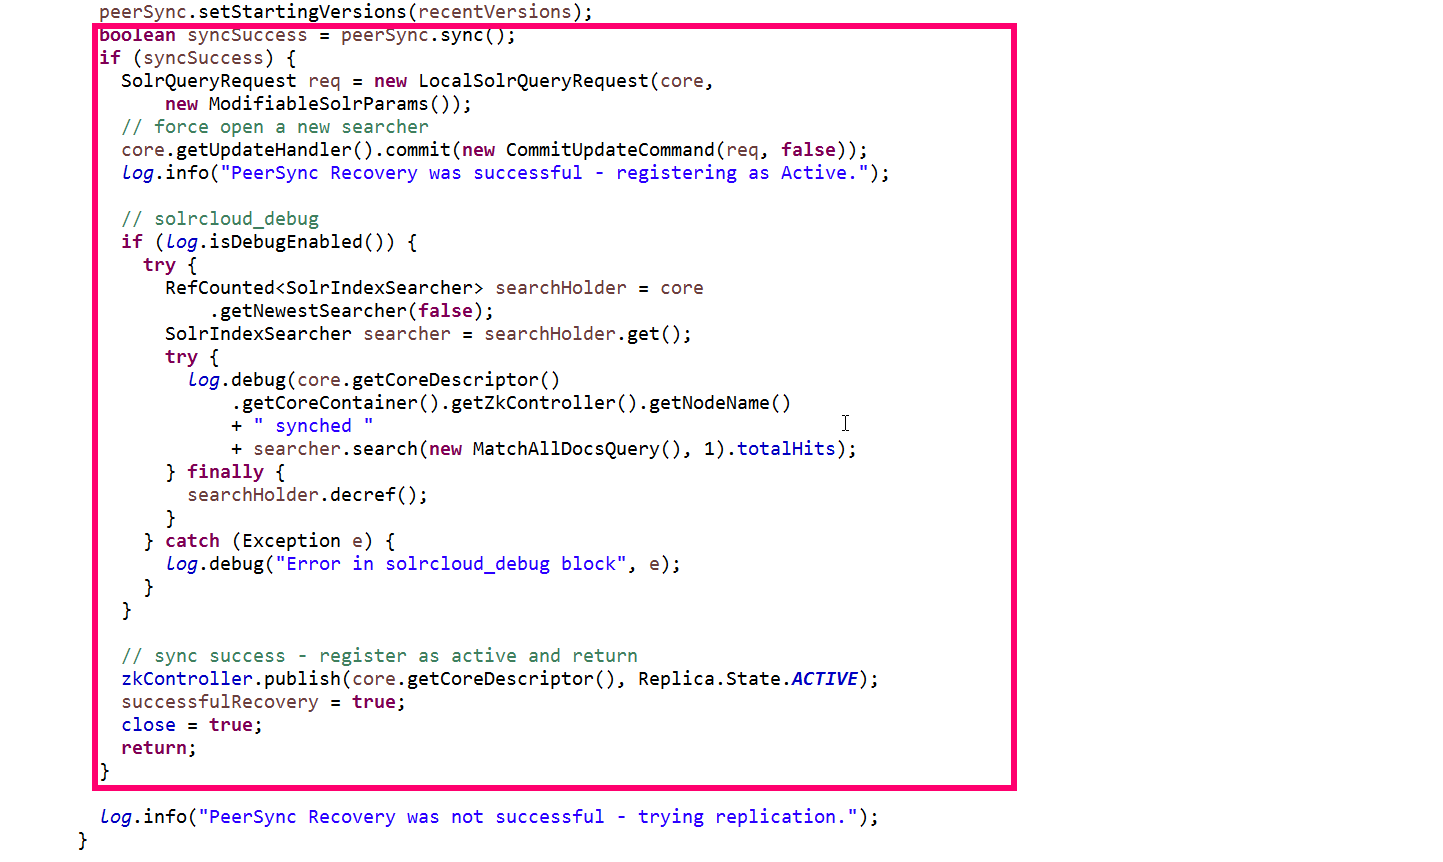 peerSync.setStartingVersions(recentVersions);
boolean syncSuccess = peerSync.sync();
if (syncSuccess) {
SolrQueryRequest req = new LocalSolrQueryRequest(core,
new ModifiableSolrParams());
// force open a new searcher
core.getUpdateHandler().commit(new CommitUpdateCommand(req, false));
log.info("PeerSync Recovery was successful - registering as Active.");
// solrcloud_debug
if (log.isDebugEnabled()) {
try {
RefCounted<SolrIndexSearcher> searchHolder = core
.getNewestSearcher(false);
SolrIndexSearcher searcher = searchHolder.get();
try {
log.debug(core.getCoreDescriptor()
.getCoreContainer().getZkController().getNodeName()
+ " synched "
+ searcher.search(new MatchAllDocsQuery(), 1).totalHits);
} finally {
searchHolder.decref();
}
} catch (Exception e) {
log.debug("Error in solrcloud_debug block", e);
}
}
// sync success - register as active and return
zkController.publish(core.getCoreDescriptor(), Replica.State.ACTIVE);
successfulRecovery = true;
close = true;
return;
}
log.info("PeerSync Recovery was not successful - trying replication.");
}